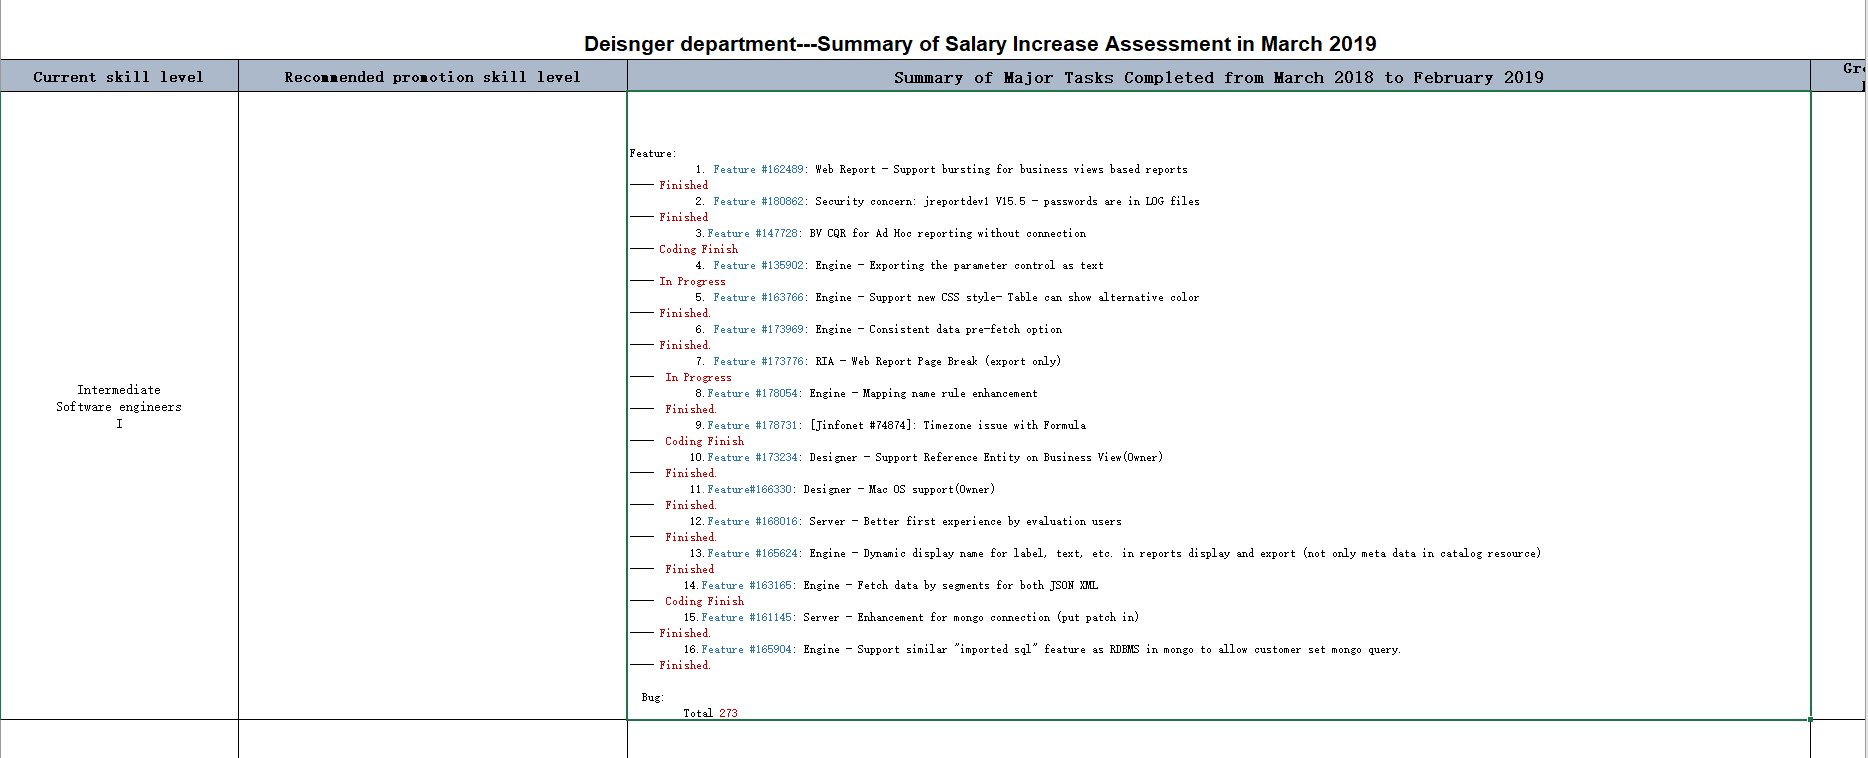 Deisnger department---Summary of Salary Increase Assessment in March 2019
Current skill level
Recommended promotion skill level
Summary of Major Tasks Completed from March 2018 to February 2019
Intermediate
Software engineers
I
Feature:
1. Feature #162489: Web Report - Support bursting for business views based reports
—— Finished
2. Feature #180862: Security concern: jreportdev1 V15.5 - passwords are in LOG files
—— Finished
3.Feature #147728: BV CQR for Ad Hoc reporting without connection
—— Coding Finish
4. Feature #135902: Engine - Exporting the parameter control as text
—— In Progress
5. Feature #163766: Engine - Support new CSS style- Table can show alternative color
—— Finished.
6. Feature #173969: Engine - Consistent data pre-fetch option
—— Finished.
7. Feature #173776: RIA - Web Report Page Break (export only)
—— In Progress
8.Feature #178054: Engine - Mapping name rule enhancement
—— Finished.
9.Feature #178731: [Jinfonet #74874]: Timezone issue with Formula
—— Coding Finish
10.Feature #173234: Designer - Support Reference Entity on Business View(Owner)
—— Finished.
11.Feature#166330: Designer - Mac OS support(Owner)
—— Finished.
12.Feature #168016: Server - Better first experience by evaluation users
—— Finished.
13.Feature #165624: Engine - Dynamic display name for label, text, etc. in reports display and export (not only meta data in catalog resource)
—— Finished
14.Feature #163165: Engine - Fetch data by segments for both JSON XML
—— Coding Finish
15.Feature #161145: Server - Enhancement for mongo connection (put patch in)
—— Finished.
16.Feature #165904: Engine - Support similar "imported sql" feature as RDBMS in mongo to allow customer set mongo query.
—— Finished.
Bug:
Total 273